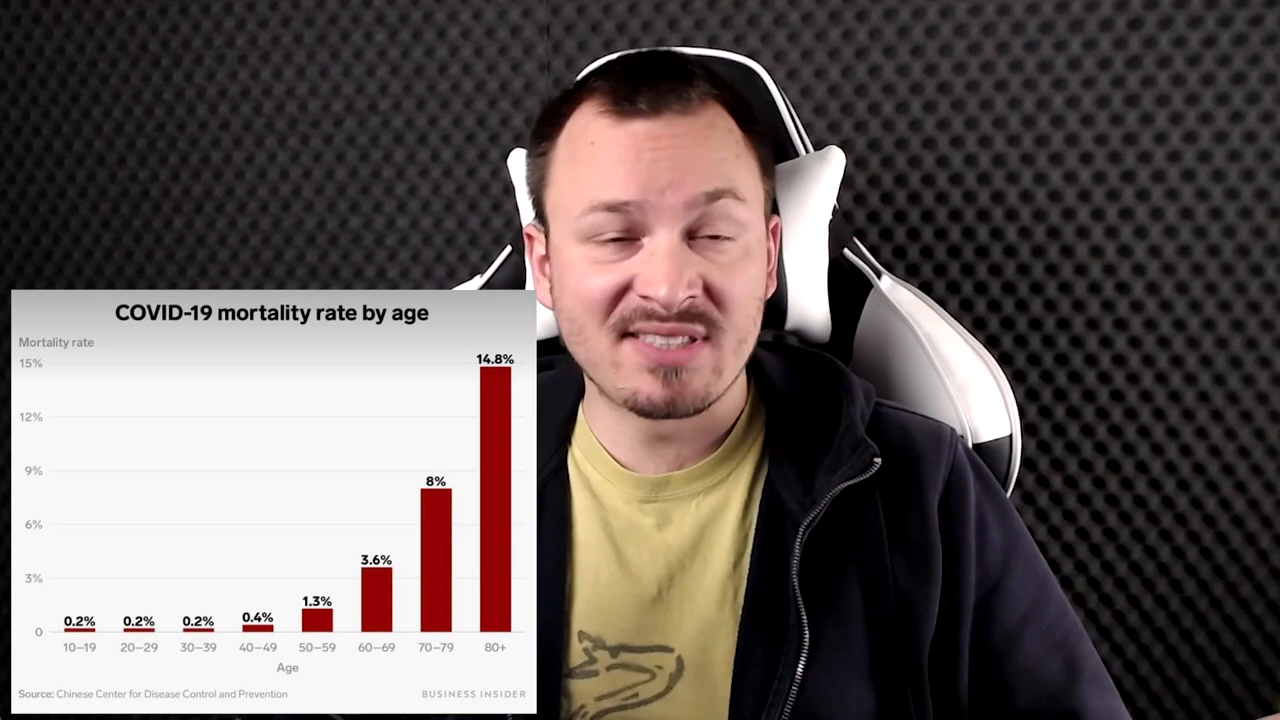 COVID-19 mortality rate by age
Mortality rate
15%
12%
9%
6%
3%
0
0.2%
0.2%
0.2%
0.4%
1.3%
3.6%
8%
14.8%
10–19 20–29 30–39 40–49 50–59 60–69 70–79 80+
Age
Source: Chinese Center for Disease Control and Prevention
BUSINESS INSIDER